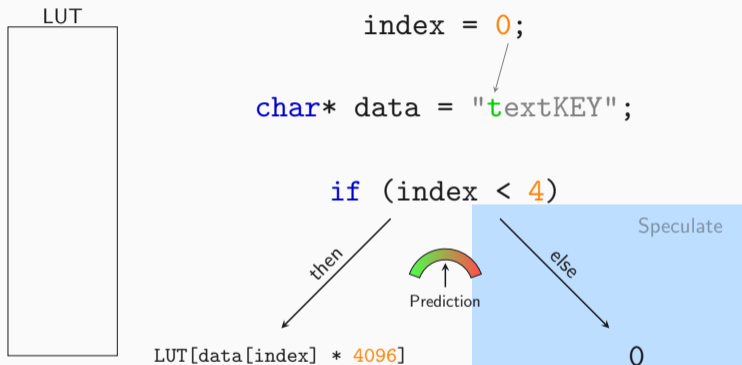 LUT
index = 0;
char* data = "textKEY";
if (index < 4)
Speculate
then
else
Prediction
LUT[data[index] * 4096]
0